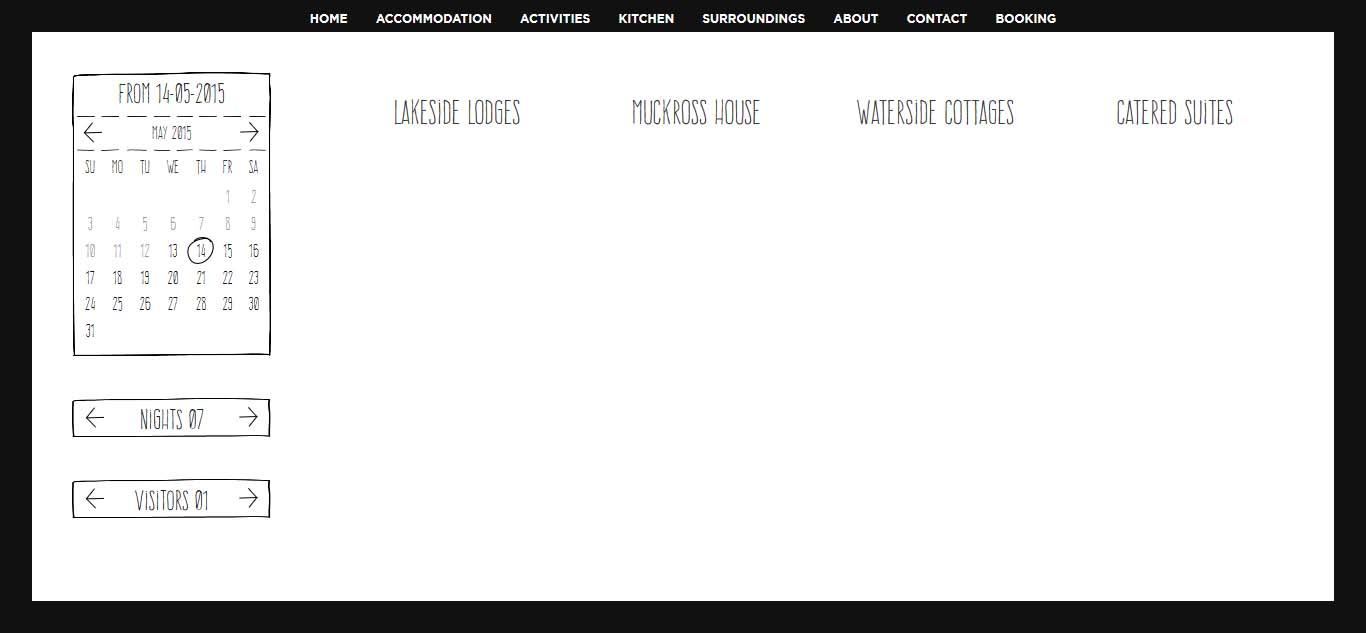 HOME ACCOMMODATION ACTIVITIES KITCHEN SURROUNDINGS ABOUT CONTACT BOOKING
FROM 14-05-2015
MAY 2015
SU MO TU WE TH FR SA
1 2
3 4 5 6 7 8 9
10 11 12 13 14 15 16
17 18 19 20 21 22 23
24 25 26 27 28 29 30
31
NIGHTS 07
VISITORS 01
LAKESIDE LODGES
MUCKROSS HOUSE
WATERSIDE COTTAGES
CATERED SUITES